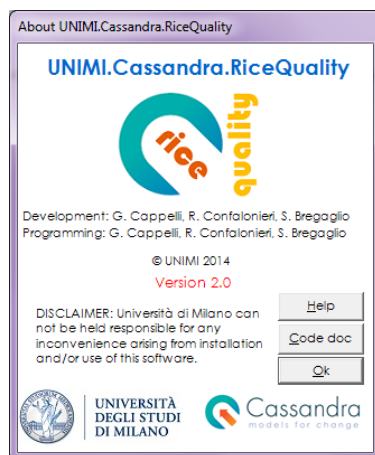 About UNIMI.Cassandra.RiceQuality
UNIMI.Cassandra.RiceQuality
rice
quality
Development: G. Cappelli, R. Confalonieri, S. Bregaglio
Programming: G. Cappelli, R. Confalonieri, S. Bregaglio
© UNIMI 2014
Version 2.0
DISCLAIMER: Università di Milano can
not be held responsible for any
inconvenience arising from installation
and/or use of this software.
Help
Code doc
Ok
UNIVERSITÀ
DEGLI STUDI
DI MILANO
Cassandra
models for change